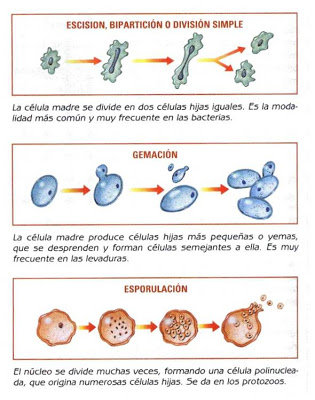 ESCISION, BIPARTICIÓN O DIVISIÓN SIMPLE
La célula madre se divide en dos células hijas iguales. Es la moda-
lidad más común y muy frecuente en las bacterias.
GEMACIÓN
La célula madre produce células hijas más pequeñas o yemas,
que se desprenden y forman células semejantes a ella. Es muy
frecuente en las levaduras.
ESPORULACIÓN
El núcleo se divide muchas veces, formando una célula polinuclea-
da, que origina numerosas células hijas. Se da en los protozoos.